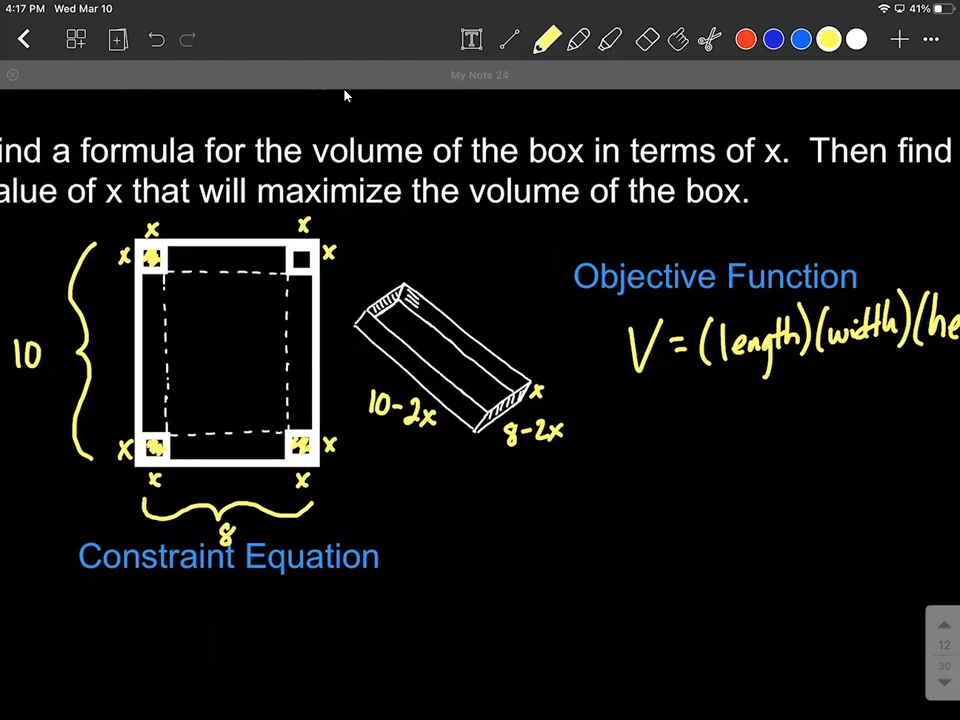 4:17 PM Wed Mar 10
41%
My Note 24
ind a formula for the volume of the box in terms of x. Then find
alue of x that will maximize the volume of the box.
x x
x x
Objective Function
V = (length)(width)(he
10
x
10-2x
8-2x
x x
x x
8
Constraint Equation
12
30